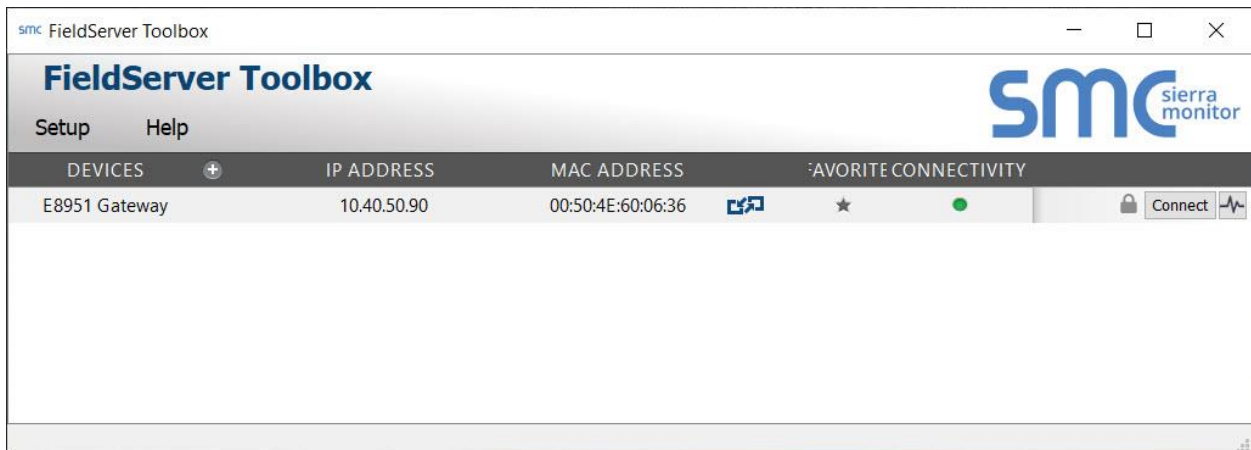 smc FieldServer Toolbox
FieldServer Toolbox
smc sierra monitor
Setup Help
DEVICES IP ADDRESS MAC ADDRESS FAVORITE CONNECTIVITY
E8951 Gateway 10.40.50.90 00:50:4E:60:06:36 Connect